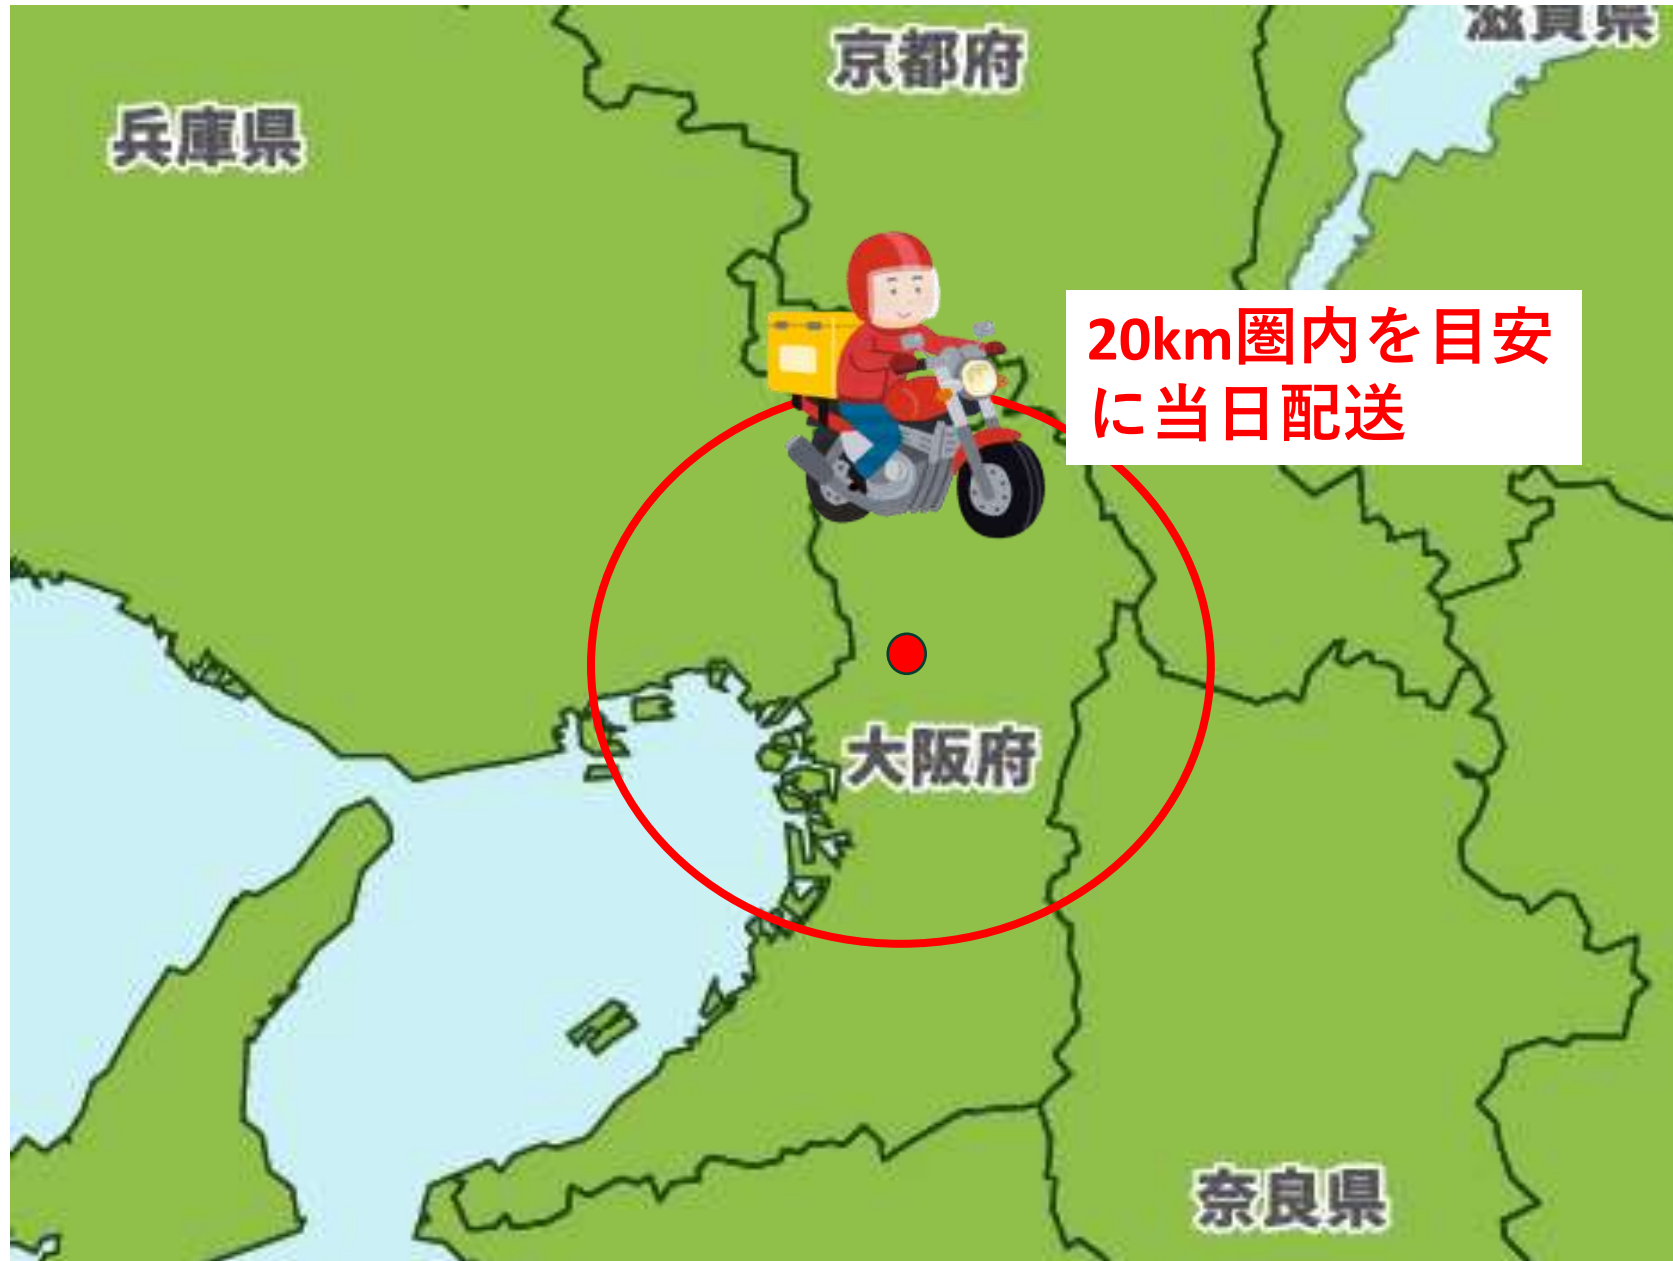 京都府
滋賀県
兵庫県
20km圏内を目安
に当日配送
大阪府
奈良県